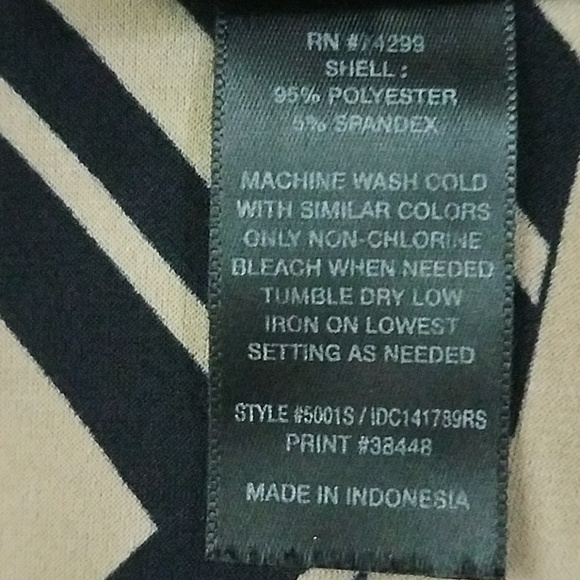 RN #74299
SHELL :
95% POLYESTER
5% SPANDEX
MACHINE WASH COLD
WITH SIMILAR COLORS
ONLY NON-CHLORINE
BLEACH WHEN NEEDED
TUMBLE DRY LOW
IRON ON LOWEST
SETTING AS NEEDED
STYLE #5001S / IDC141789RS
PRINT #38448
MADE IN INDONESIA